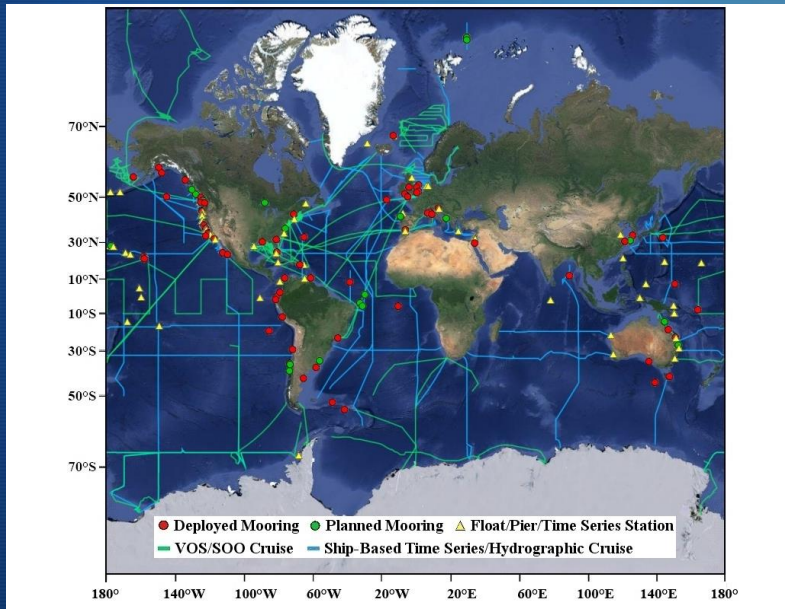 70°N
50°N
30°N
10°N
10°S
30°S
50°S
70°S
Deployed Mooring Planned Mooring Float/Pier/Time Series Station
VOS/SOO Cruise Ship-Based Time Series/Hydrographic Cruise
180° 140°W 100°W 60°W 20°W 20°E 60°E 100°E 140°E 180°